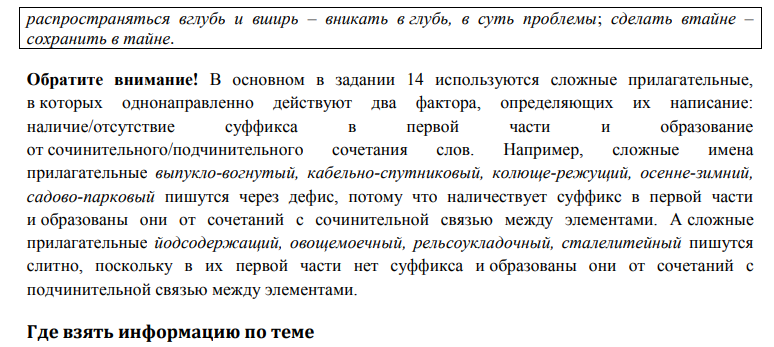 распространяться вглубь и вширь – вникать в глубь, в суть проблемы; сделать втайне –
сохранить в тайне.
Обратите внимание! В основном в задании 14 используются сложные прилагательные,
в которых однонаправленно действуют два фактора, определяющих их написание:
наличие/отсутствие суффикса в первой части и образование
от сочинительного/подчинительного сочетания слов. Например, сложные имена
прилагательные выпукло-вогнутый, кабельно-спутниковый, колюще-режущий, осенне-зимний,
садово-парковый пишутся через дефис, потому что наличествует суффикс в первой части
и образованы они от сочетаний с сочинительной связью между элементами. А сложные
прилагательные йодсодержащий, овощемоечный, рельсоукладочный, сталелитейный пишутся
слитно, поскольку в их первой части нет суффикса и образованы они от сочетаний с
подчинительной связью между элементами.
Где взять информацию по теме